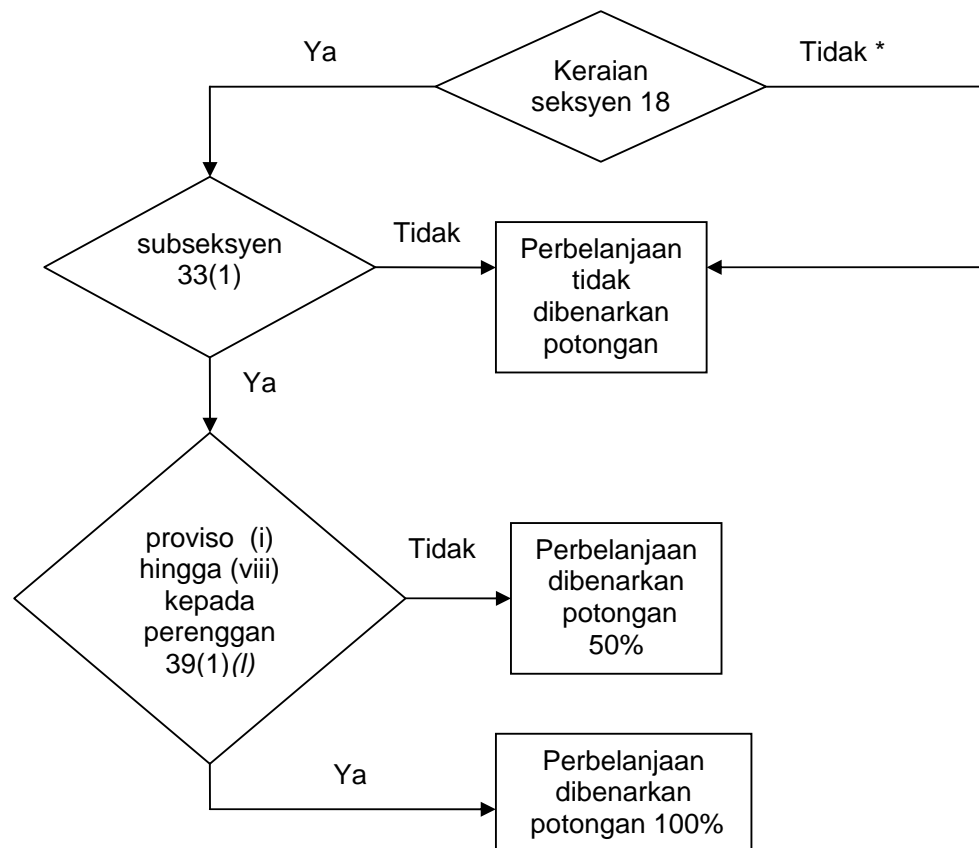 Ya
Keraian
seksyen 18
Tidak *
subseksyen
33(1)
Tidak
Perbelanjaan
tidak
dibenarkan
potongan
Ya
proviso (i)
hingga (viii)
kepada
perenggan
39(1)(l)
Tidak
Perbelanjaan
dibenarkan
potongan
50%
Ya
Perbelanjaan
dibenarkan
potongan 100%